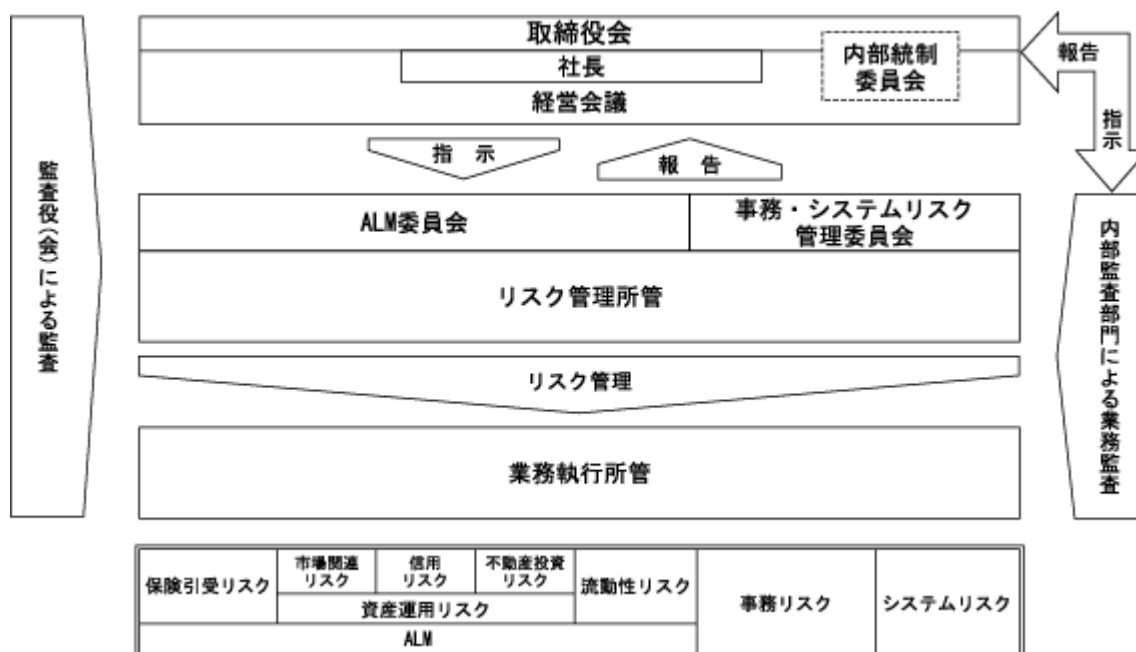 取締役会
社長
経営会議
内部統制
委員会
報告
指示
指 示
報 告
監査役(会)による監査
ALM委員会
事務・システムリスク
管理委員会
リスク管理所管
内部監査部門による業務監査
リスク管理
業務執行所管
保険引受リスク
市場関連
リスク
信用
リスク
不動産投資
リスク
資産運用リスク
流動性リスク
ALM
事務リスク
システムリスク